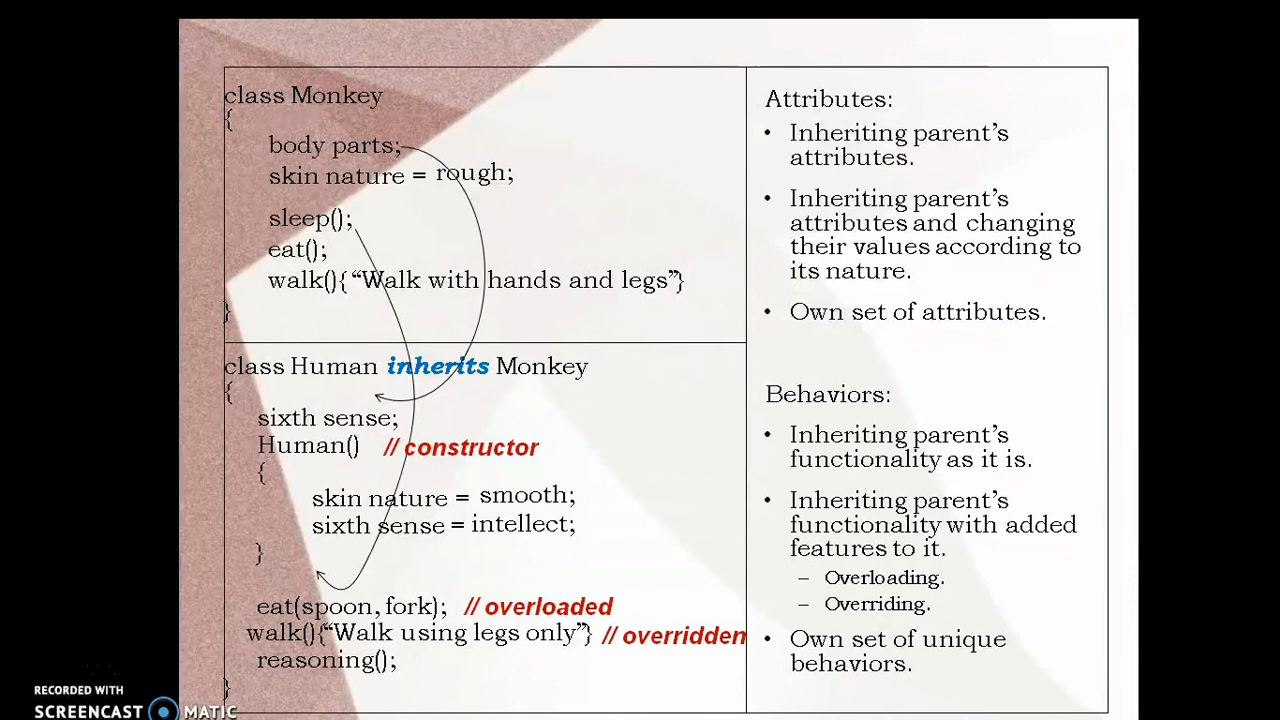 class Monkey
{
body parts;
skin nature = rough;
sleep();
eat();
walk(){“Walk with hands and legs”}
}
class Human inherits Monkey
{
sixth sense;
Human() // constructor
{
skin nature = smooth;
sixth sense = intellect;
}
eat(spoon, fork); // overloaded
walk(){“Walk using legs only”} // overridden
reasoning();
}
Attributes:
• Inheriting parent’s
attributes.
• Inheriting parent’s
attributes and changing
their values according to
its nature.
• Own set of attributes.
Behaviors:
• Inheriting parent’s
functionality as it is.
• Inheriting parent’s
functionality with added
features to it.
– Overloading.
– Overriding.
• Own set of unique
behaviors.
RECORDED WITH
SCREENCAST MATIC